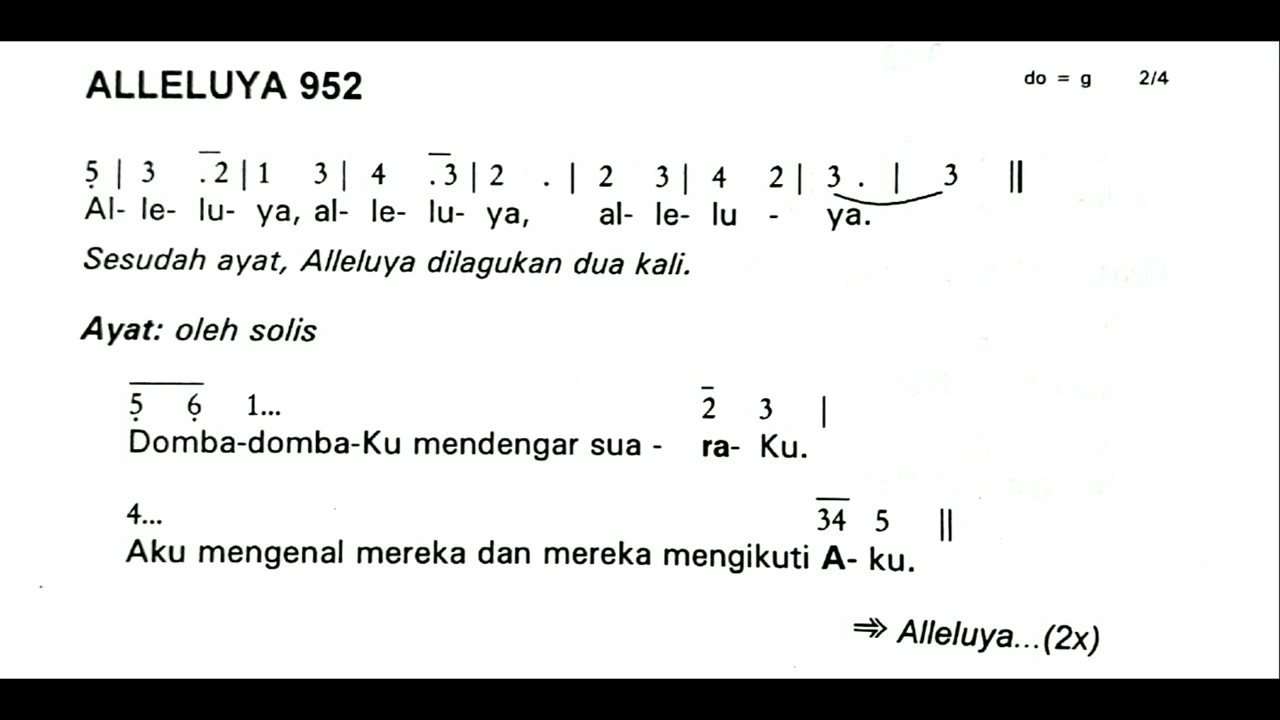 ALLELUYA 952 do = g 2/4
5̣ | 3 .̅2̅ | 1 3 | 4 .̅3̅ | 2 . | 2 3 | 4 2 | 3 . | 3 ||
Al- le- lu- ya, al- le- lu- ya, al- le- lu - ya.
Sesudah ayat, Alleluya dilagukan dua kali.
Ayat: oleh solis
5̣ 6̣ 1...  2̅ 3 |
Domba-domba-Ku mendengar sua - ra- Ku.
4... 3̅4̅ 5 ||
Aku mengenal mereka dan mereka mengikuti A- ku.
⇒ Alleluya...(2x)